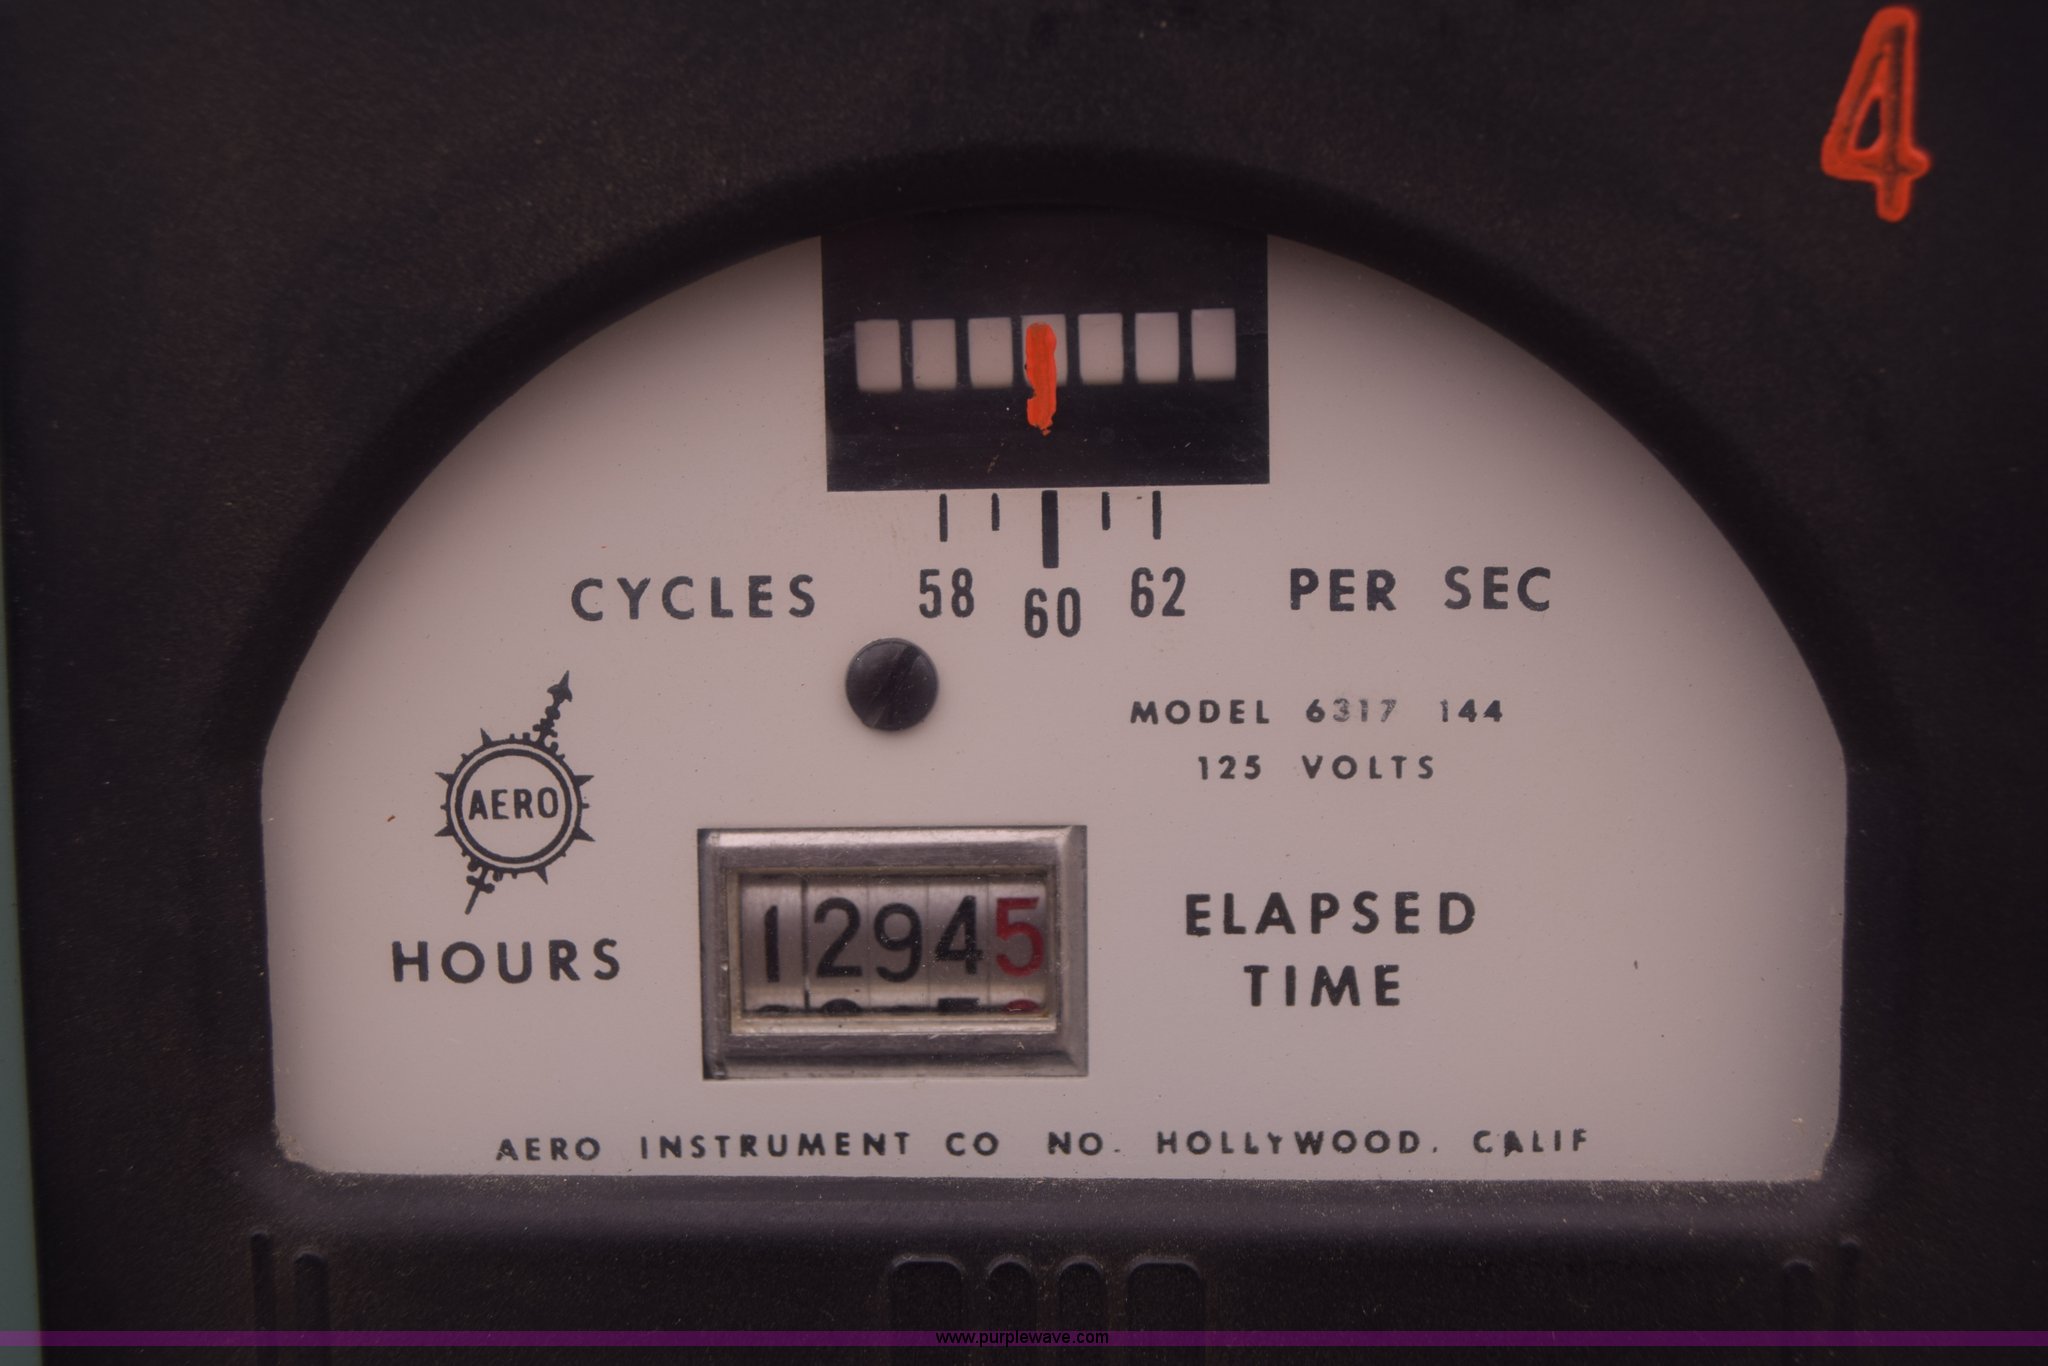 4
CYCLES 58 60 62 PER SEC
MODEL 6317 144
125 VOLTS
AERO
HOURS 12945 ELAPSED
TIME
AERO INSTRUMENT CO NO. HOLLYWOOD. CALIF
www.purplewave.com